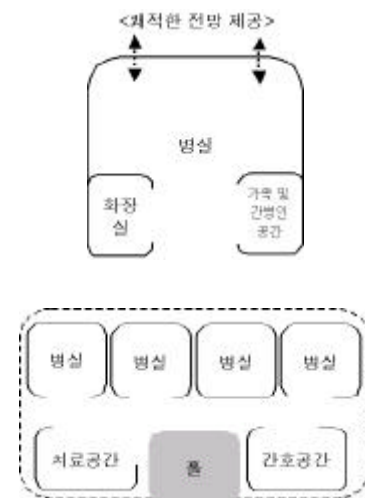 <쾌적한 전망 제공>
병실
화장
실
가족 및
간병인
공간
병실 병실 병실 병실
치료공간 홀 간호공간